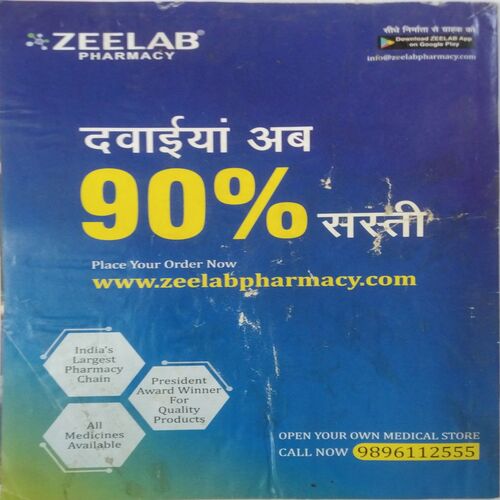 ZEELAB®
PHARMACY
सीधे निर्माता से ग्राहक को
Download ZEELAB App
on Google Play
info@zeelabpharmacy.com
दवाईयां अब
90% सस्ती
Place Your Order Now
www.zeelabpharmacy.com
India's
Largest
Pharmacy
Chain
President
Award Winner
For
Quality
Products
All
Medicines
Available
OPEN YOUR OWN MEDICAL STORE
CALL NOW 9896112555